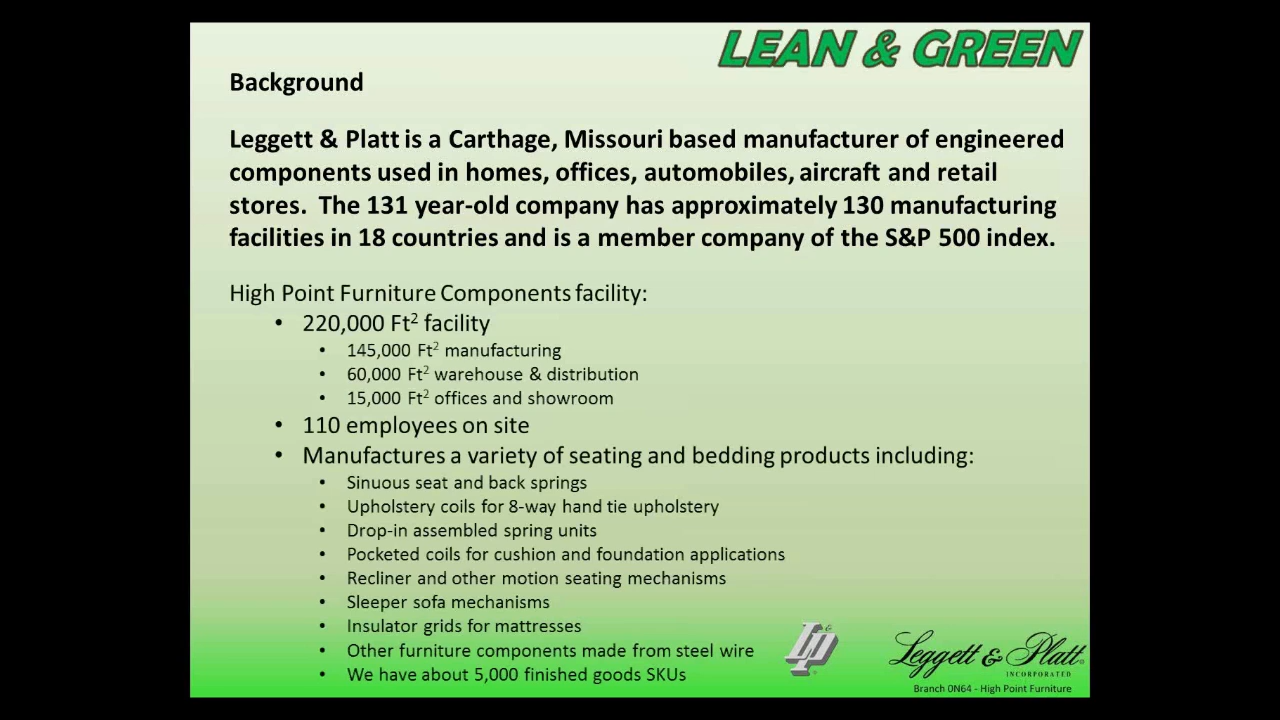 LEAN & GREEN
Background
Leggett & Platt is a Carthage, Missouri based manufacturer of engineered
components used in homes, offices, automobiles, aircraft and retail
stores.  The 131 year-old company has approximately 130 manufacturing
facilities in 18 countries and is a member company of the S&P 500 index.
High Point Furniture Components facility:
• 220,000 Ft² facility
• 145,000 Ft² manufacturing
• 60,000 Ft² warehouse & distribution
• 15,000 Ft² offices and showroom
• 110 employees on site
• Manufactures a variety of seating and bedding products including:
• Sinuous seat and back springs
• Upholstery coils for 8-way hand tie upholstery
• Drop-in assembled spring units
• Pocketed coils for cushion and foundation applications
• Recliner and other motion seating mechanisms
• Sleeper sofa mechanisms
• Insulator grids for mattresses
• Other furniture components made from steel wire
• We have about 5,000 finished goods SKUs
L&P
Leggett & Platt
INCORPORATED
Branch 0N64 - High Point Furniture